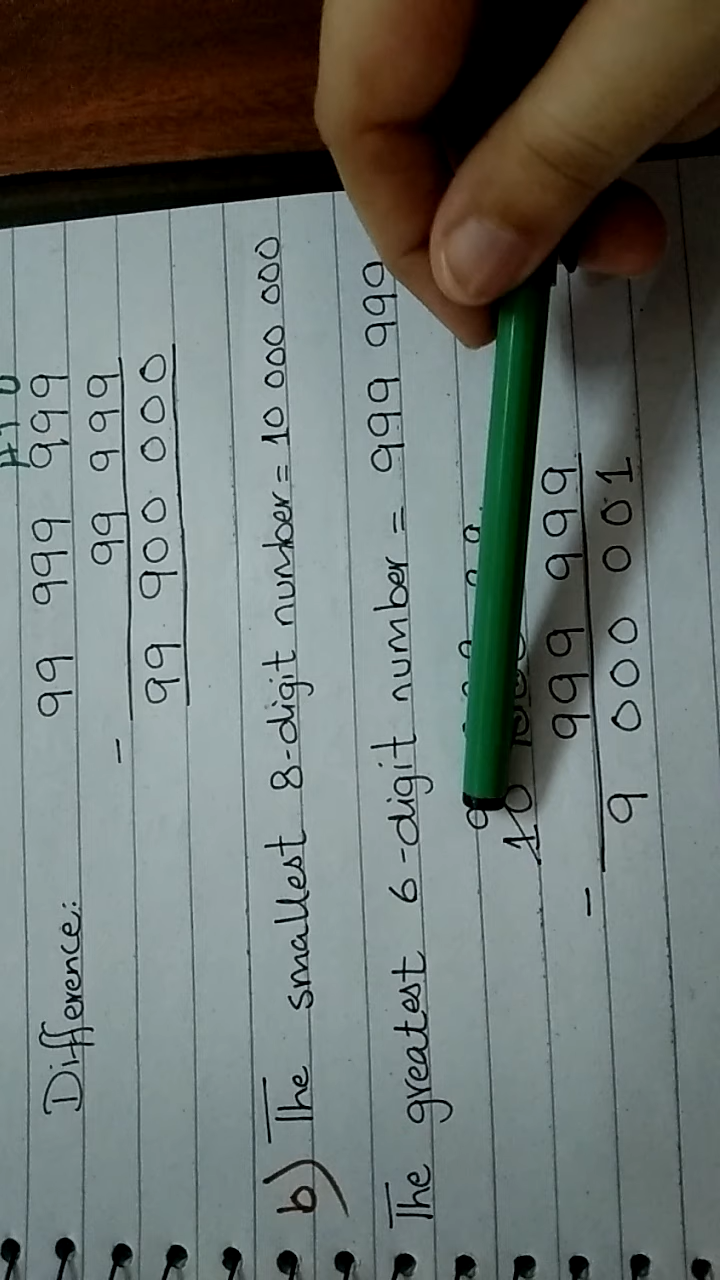 99 999 999
Difference:
- 99 999
99 900 000
b) The smallest 8-digit number = 10 000 000
The greatest 6-digit number = 999 999
- 999 999
9 000 001